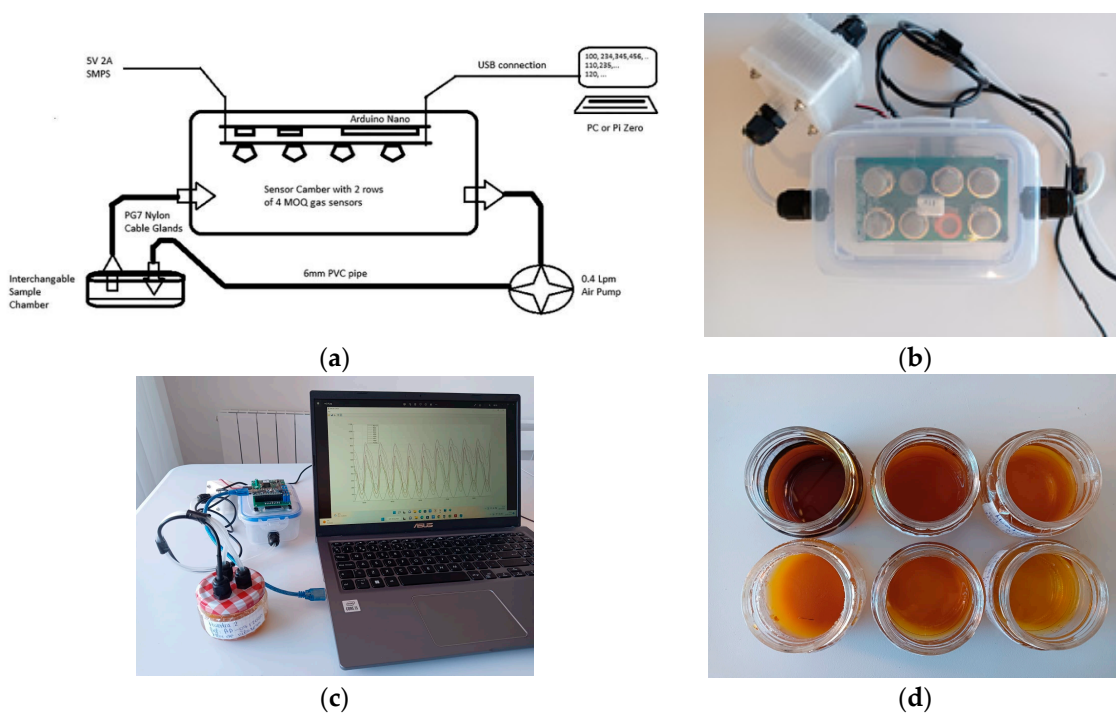 5V 2A
SMPS
USB connection
100, 234,345,456, ..
110,235,...
120, ...
Arduino Nano
PC or Pi Zero
Sensor Camber with 2 rows
of 4 MOQ gas sensors
PG7 Nylon
Cable Glands
Interchangable
Sample
Chamber
6mm PVC pipe
0.4 Lpm
Air Pump
(a)
(b)
ASUS
(c)
(d)